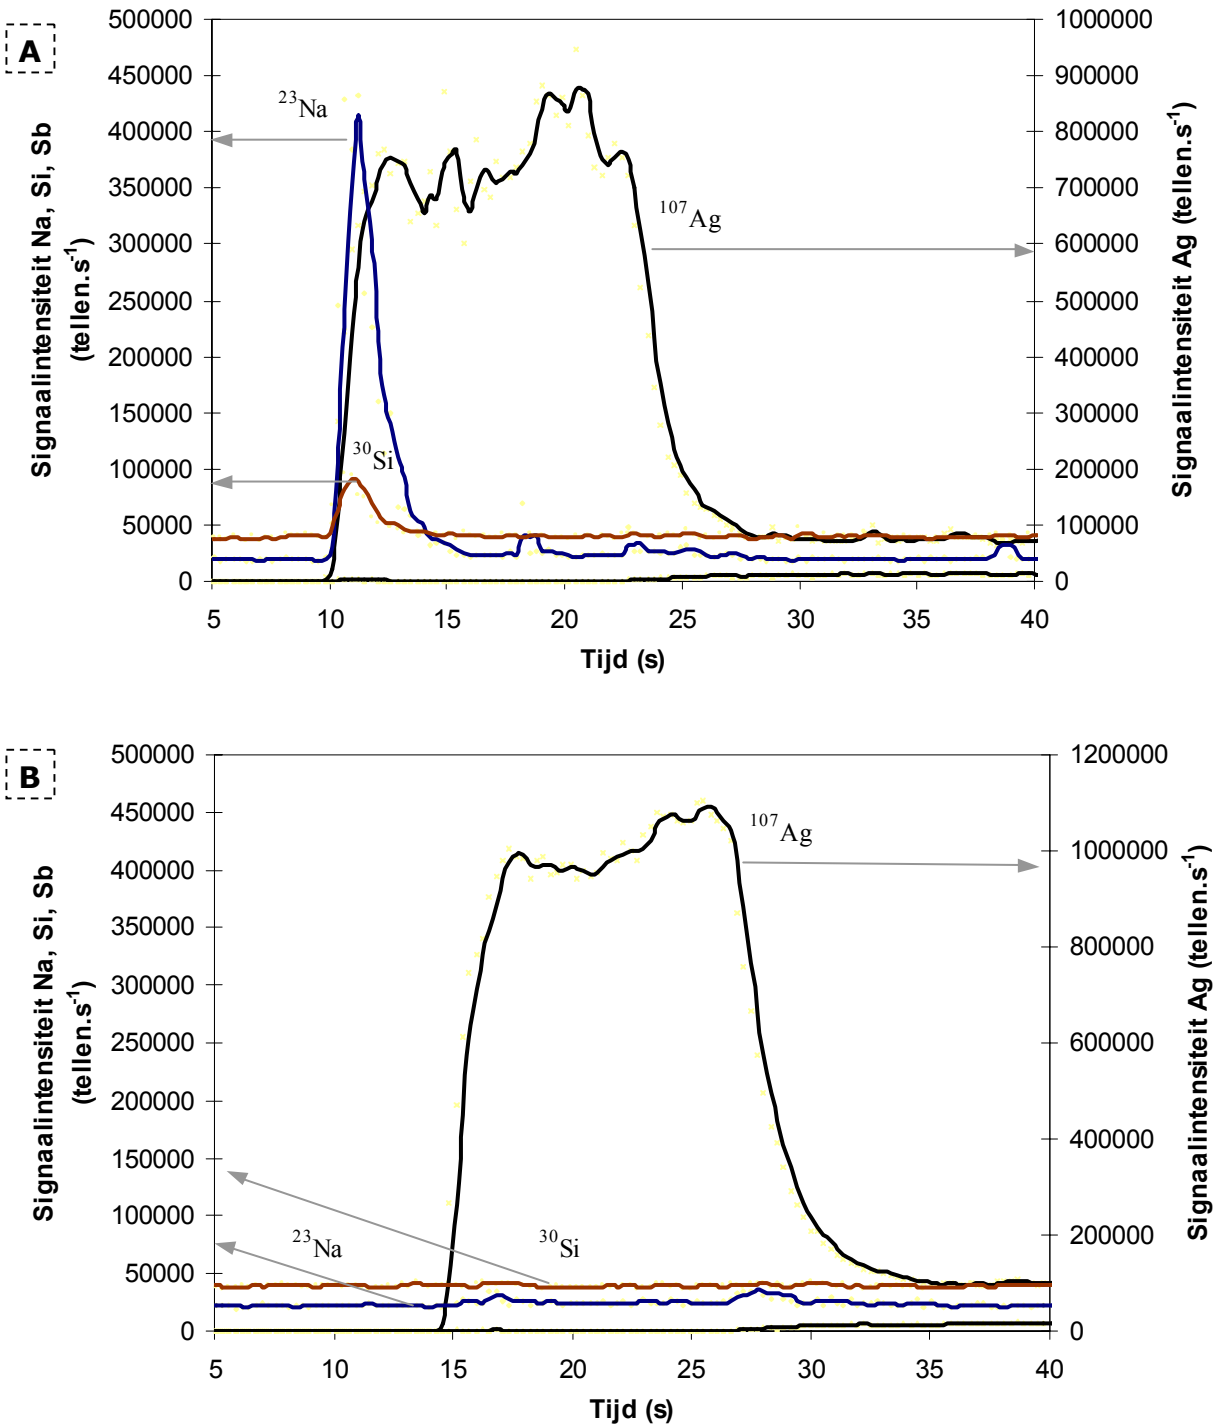 A
500000
450000
400000
350000
300000
250000
200000
150000
100000
50000
0
1000000
900000
800000
700000
600000
500000
400000
300000
200000
100000
0
Signaalintensiteit Na, Si, Sb
(tellen.s⁻¹)
Signaalintensiteit Ag (tellen.s⁻¹)
²³Na
¹⁰⁷Ag
³⁰Si
5 10 15 20 25 30 35 40
Tijd (s)
B
500000
450000
400000
350000
300000
250000
200000
150000
100000
50000
0
1200000
1000000
800000
600000
400000
200000
0
Signaalintensiteit Na, Si, Sb
(tellen.s⁻¹)
Signaalintensiteit Ag (tellen.s⁻¹)
¹⁰⁷Ag
²³Na
³⁰Si
5 10 15 20 25 30 35 40
Tijd (s)